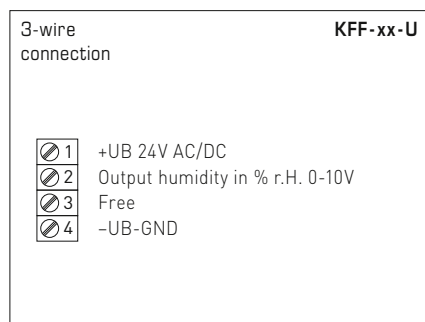 3-wire KFF-xx-U
connection
1 +UB 24V AC/DC
2 Output humidity in % r.H. 0-10V
3 Free
4 –UB-GND